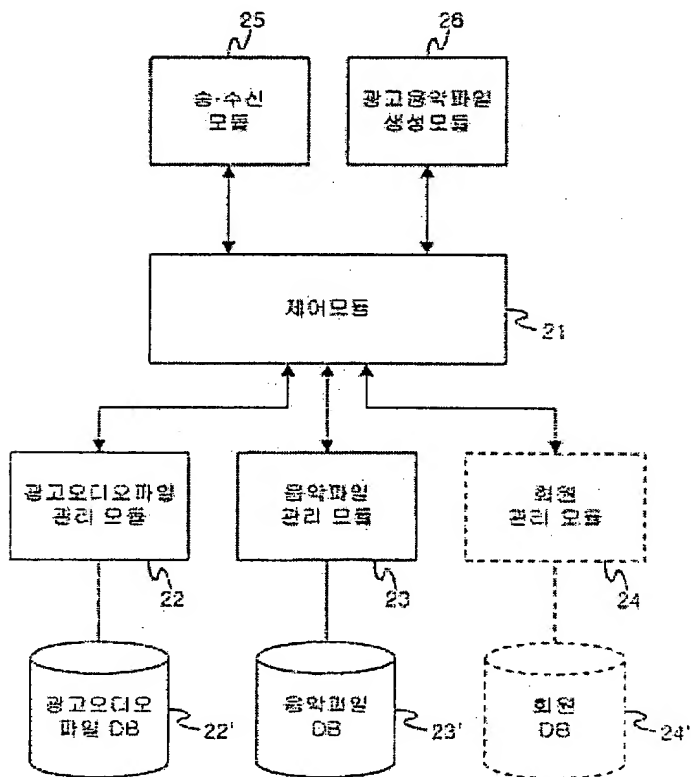 25
송·수신
모듈
26
광고음악파일
생성모듈
제어모듈
21
광고오디오파일
관리 모듈
22
음악파일
관리 모듈
23
회원
관리 모듈
24
광고오디오
파일 DB
22'
음악파일
DB
23'
회원
DB
24'